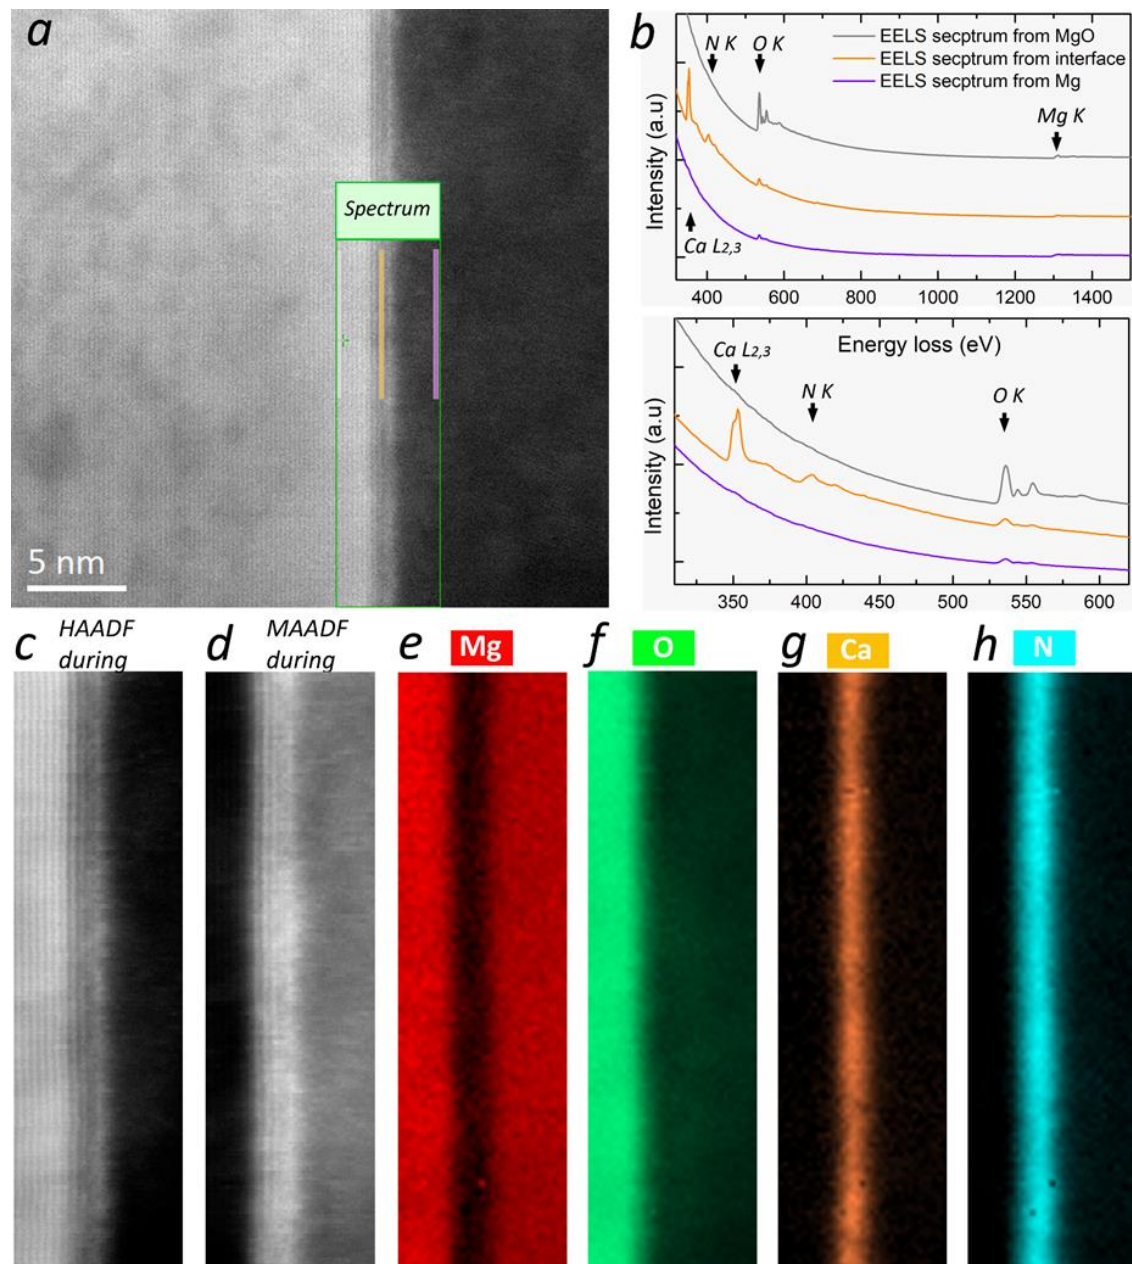 a
Spectrum
5 nm
b
N K
O K
EELS secptrum from MgO
EELS secptrum from interface
EELS secptrum from Mg
Mg K
Ca L2,3
Intensity (a.u)
400 600 800 1000 1200 1400
Energy loss (eV)
Ca L2,3
N K
O K
Intensity (a.u)
350 400 450 500 550 600
c
HAADF
during
d
MAADF
during
e
Mg
f
O
g
Ca
h
N